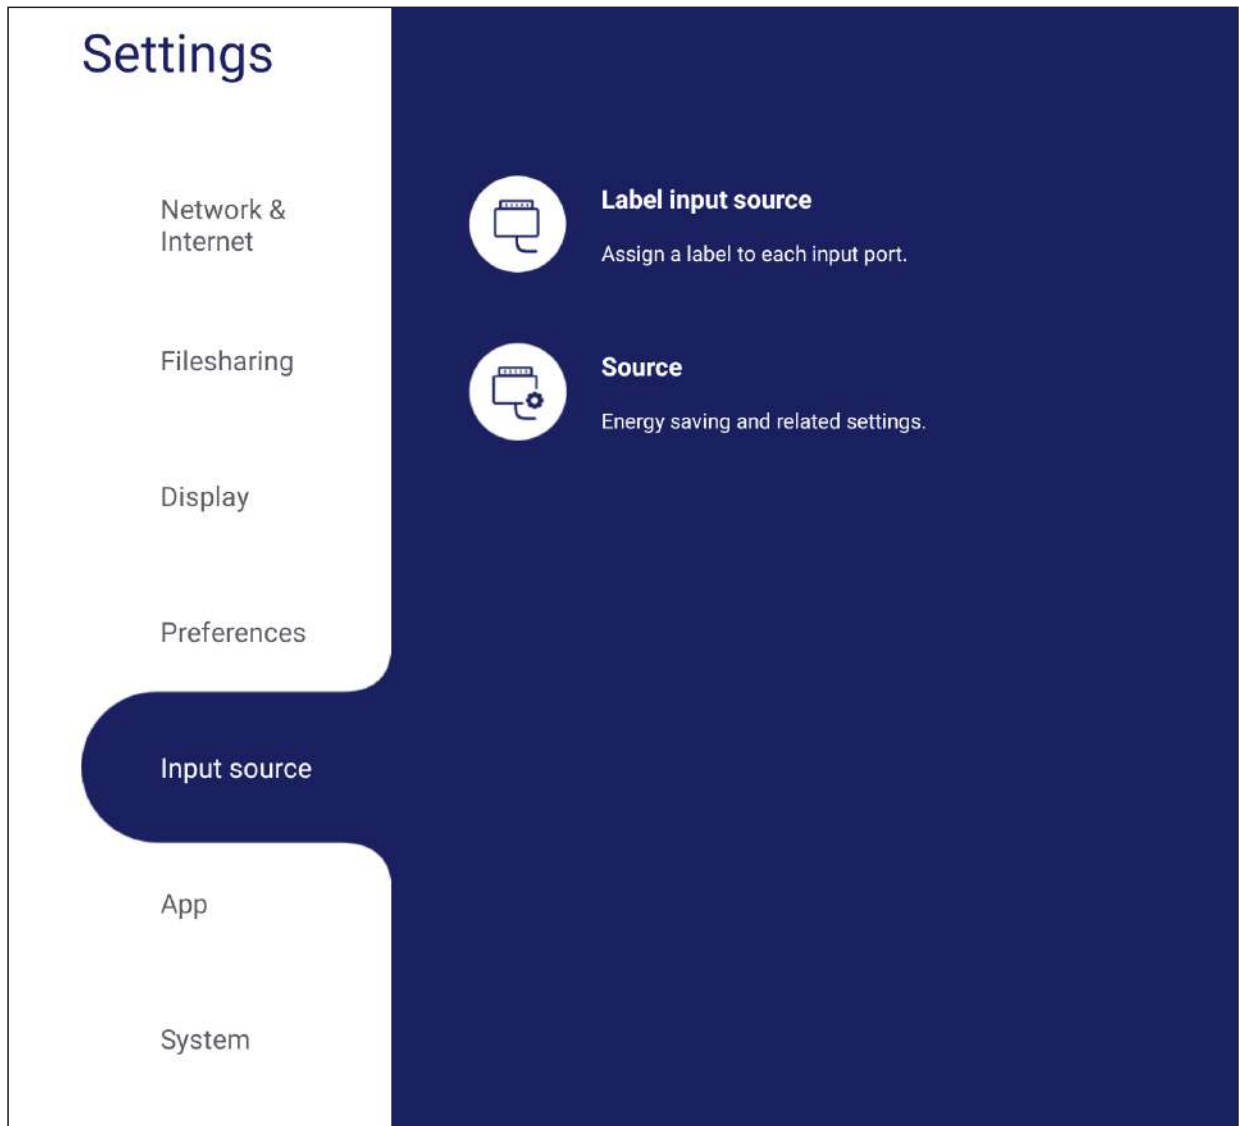 Settings
Network &
Internet
Filesharing
Display
Preferences
Input source
App
System
Label input source
Assign a label to each input port.
Source
Energy saving and related settings.